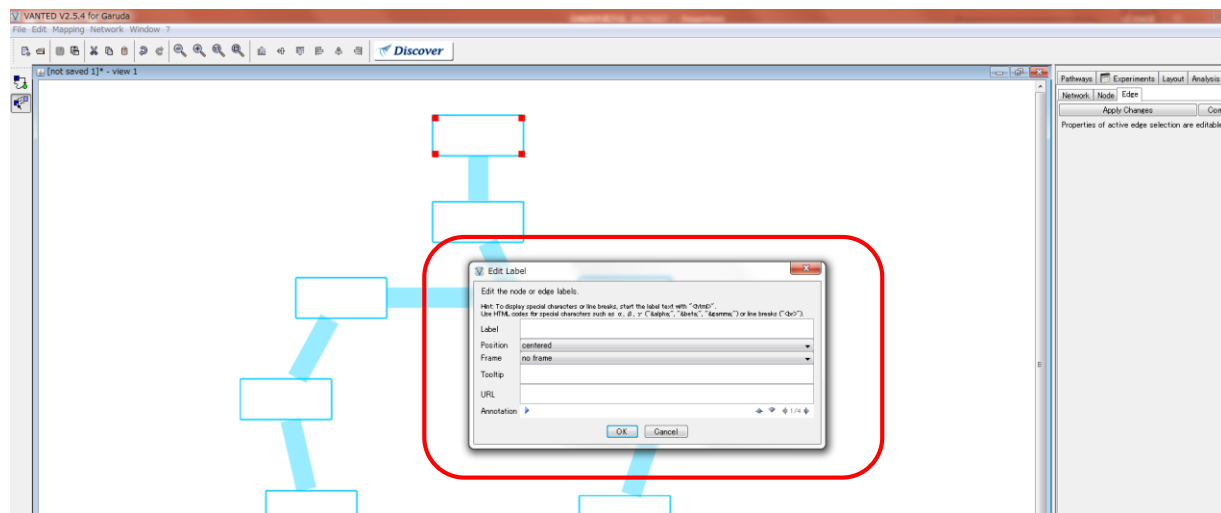 VANTED V2.5.4 for Garuda
File Edit Mapping Network Window ?
Discover
[not saved 1]* - view 1
Pathways Experiments Layout Analysis
Network Node Edge
Apply Changes Con
Properties of active edge selection are editable
Edit Label
Edit the node or edge labels.
Hint: To display special characters or line breaks, start the label text with "<html>".
Use HTML codes for special characters such as α, β, γ ("&alpha;", "&beta;", "&gamma;") or line breaks ("<br>").
Label
Position centered
Frame no frame
Tooltip
URL
Annotation 1/4
OK Cancel